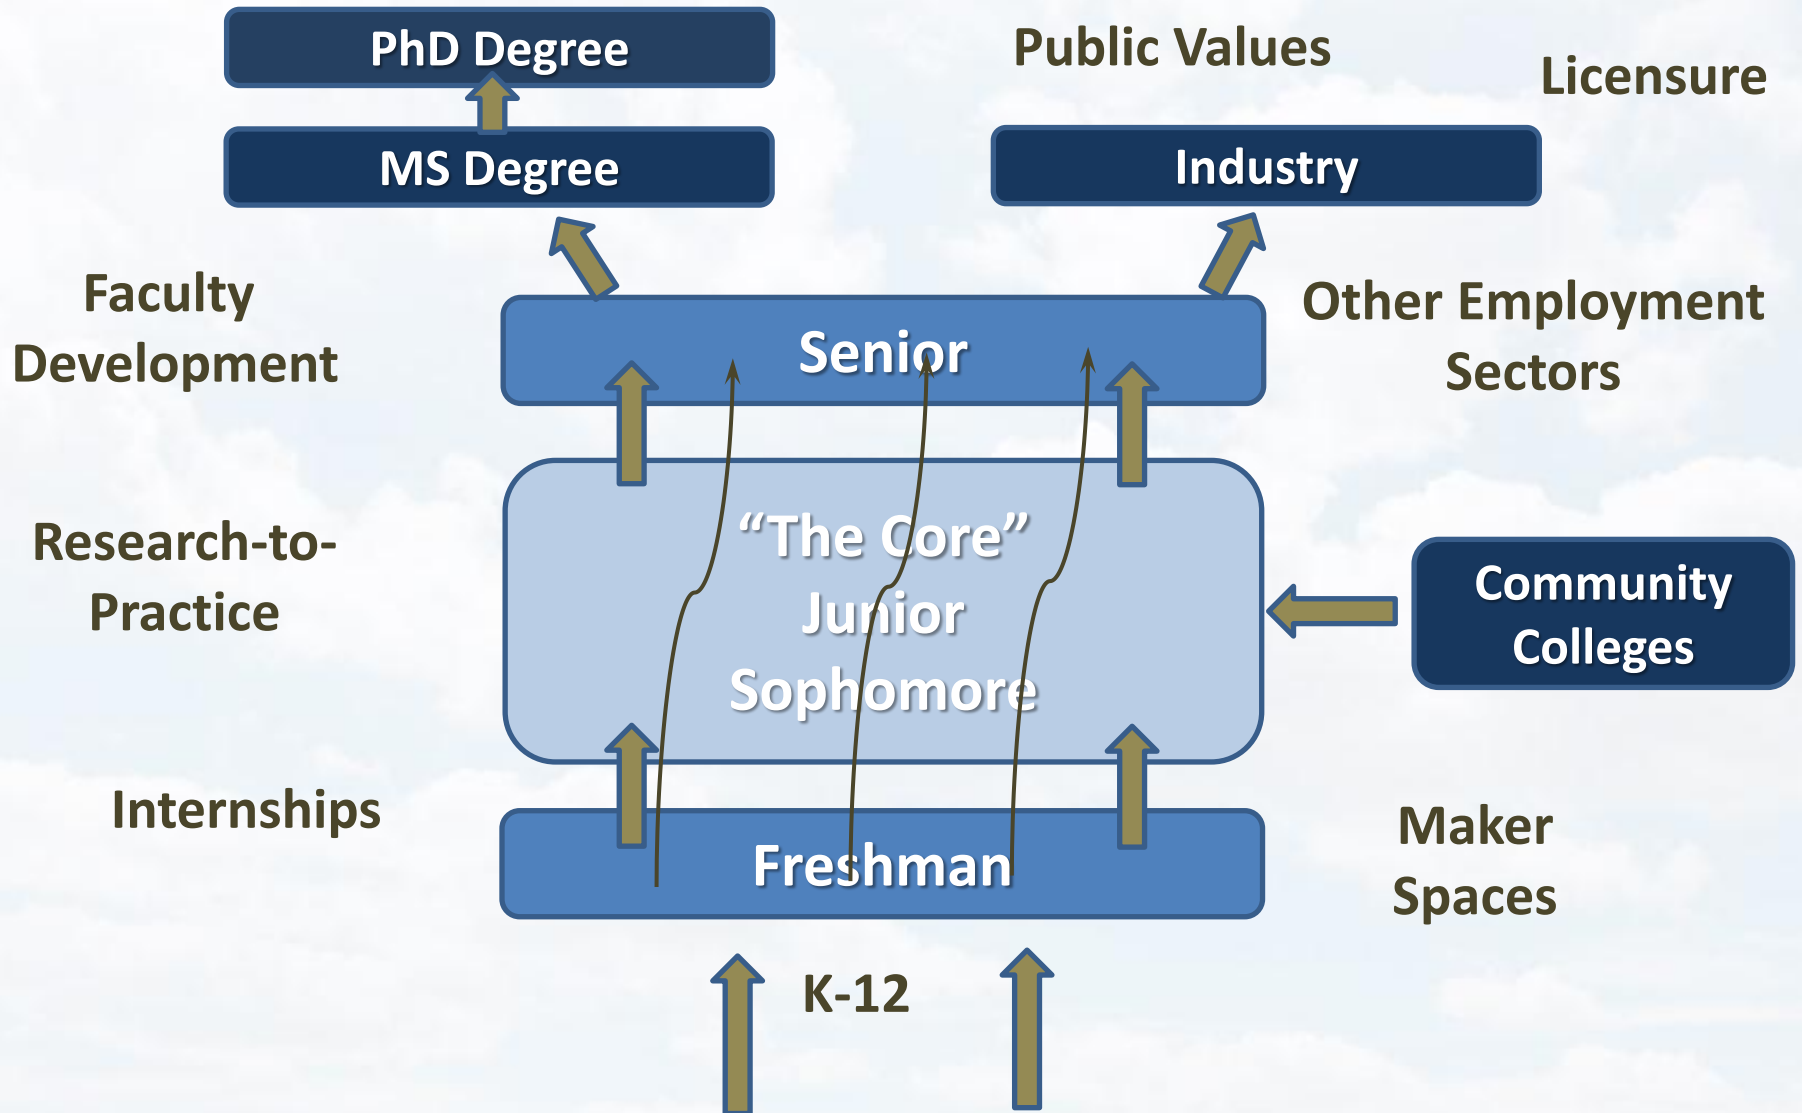 PhD Degree
Public Values
Licensure
MS Degree
Industry
Faculty
Development
Senior
Other Employment
Sectors
Research-to-
Practice
“The Core”
Junior
Sophomore
Community
Colleges
Internships
Freshman
Maker
Spaces
K-12